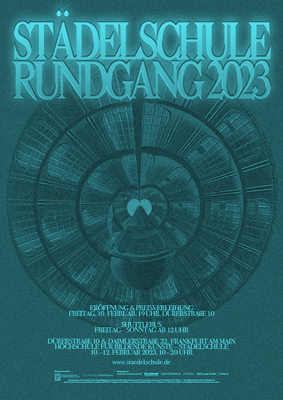 STÄDELSCHULE
RUNDGANG 2023
ERÖFFNUNG & PREISVERLEIHUNG
FREITAG, 10. FEBRUAR, 19 UHR, DÜRERSTRASSE 10
SHUTTLEBUS
FREITAG – SONNTAG AB 12 UHR
DÜRERSTRASSE 10 & DAIMLERSTRASSE 32, FRANKFURT AM MAIN
HOCHSCHULE FÜR BILDENDE KÜNSTE – STÄDELSCHULE
10. – 12. FEBRUAR 2023, 10 – 20 UHR
www.staedelschule.de